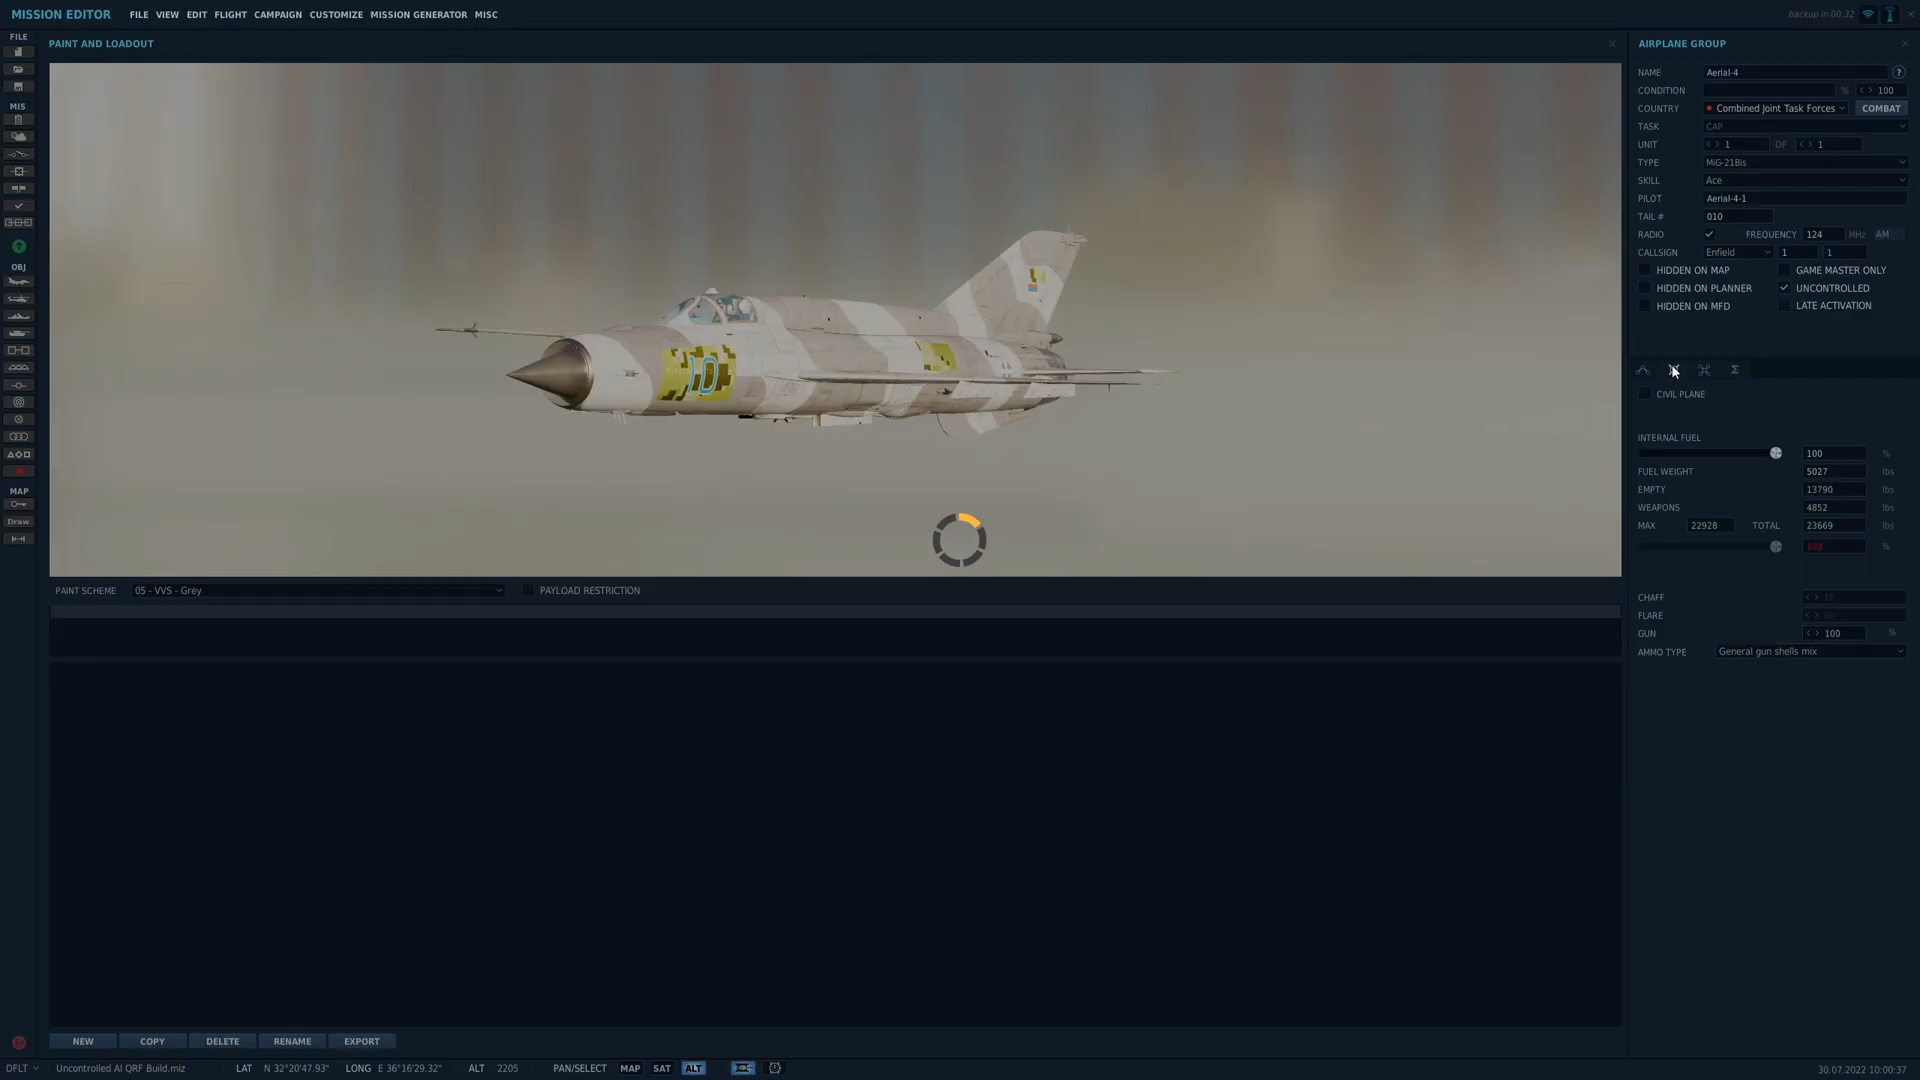 MISSION EDITOR FILE VIEW EDIT FLIGHT CAMPAIGN CUSTOMIZE MISSION GENERATOR MISC backup in 00:32
FILE
MIS
OBJ
MAP
Draw
PAINT AND LOADOUT
10
PAINT SCHEME 05 - VVS - Grey PAYLOAD RESTRICTION
NEW COPY DELETE RENAME EXPORT
AIRPLANE GROUP
NAME Aerial-4 ?
CONDITION % < > 100
COUNTRY Combined Joint Task Forces COMBAT
TASK CAP
UNIT < > 1 OF < > 1
TYPE MiG-21Bis
SKILL Ace
PILOT Aerial-4-1
TAIL # 010
RADIO FREQUENCY 124 MHz AM
CALLSIGN Enfield 1 1
HIDDEN ON MAP GAME MASTER ONLY
HIDDEN ON PLANNER UNCONTROLLED
HIDDEN ON MFD LATE ACTIVATION
Σ
CIVIL PLANE
INTERNAL FUEL
100 %
FUEL WEIGHT 5027 lbs
EMPTY 13790 lbs
WEAPONS 4852 lbs
MAX 22928 TOTAL 23669 lbs
%
CHAFF < >
FLARE < >
GUN < > 100 %
AMMO TYPE General gun shells mix
DFLT Uncontrolled AI QRF Build.miz LAT N 32°20'47.93" LONG E 36°16'29.32" ALT 2205 PAN/SELECT MAP SAT ALT 30.07.2022 10:00:37